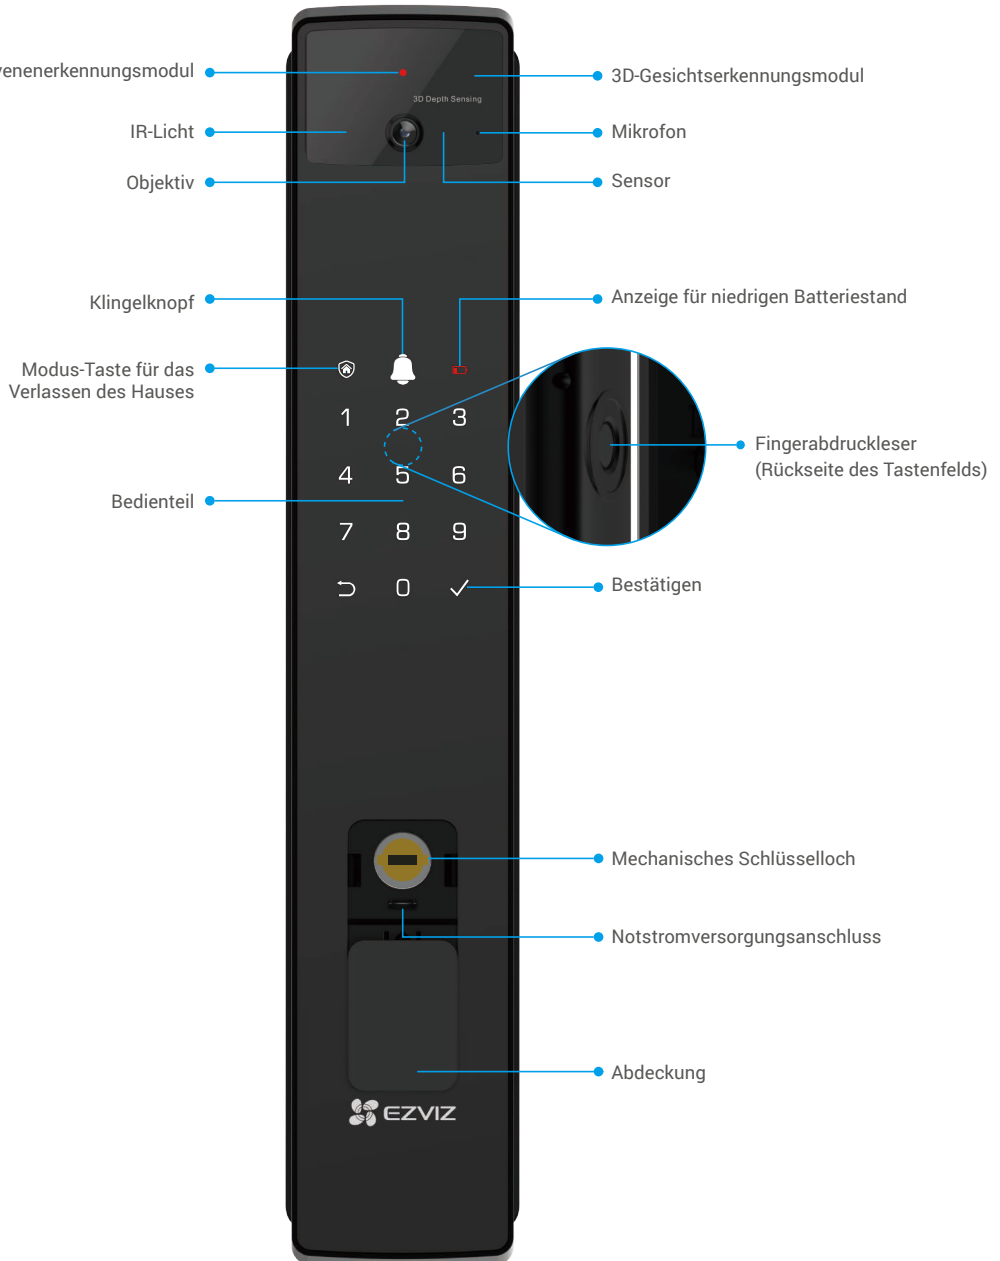 3D-Gesichtserkennungsmodul
3D Depth Sensing
IR-Licht
Mikrofon
Objektiv
Sensor
Klingelknopf
Anzeige für niedrigen Batteriestand
Modus-Taste für das
Verlassen des Hauses
1 2 3
Fingerabdruckleser
(Rückseite des Tastenfelds)
4 5 6
Bedienteil
7 8 9
0
Bestätigen
Mechanisches Schlüsselloch
Notstromversorgungsanschluss
Abdeckung
EZVIZ